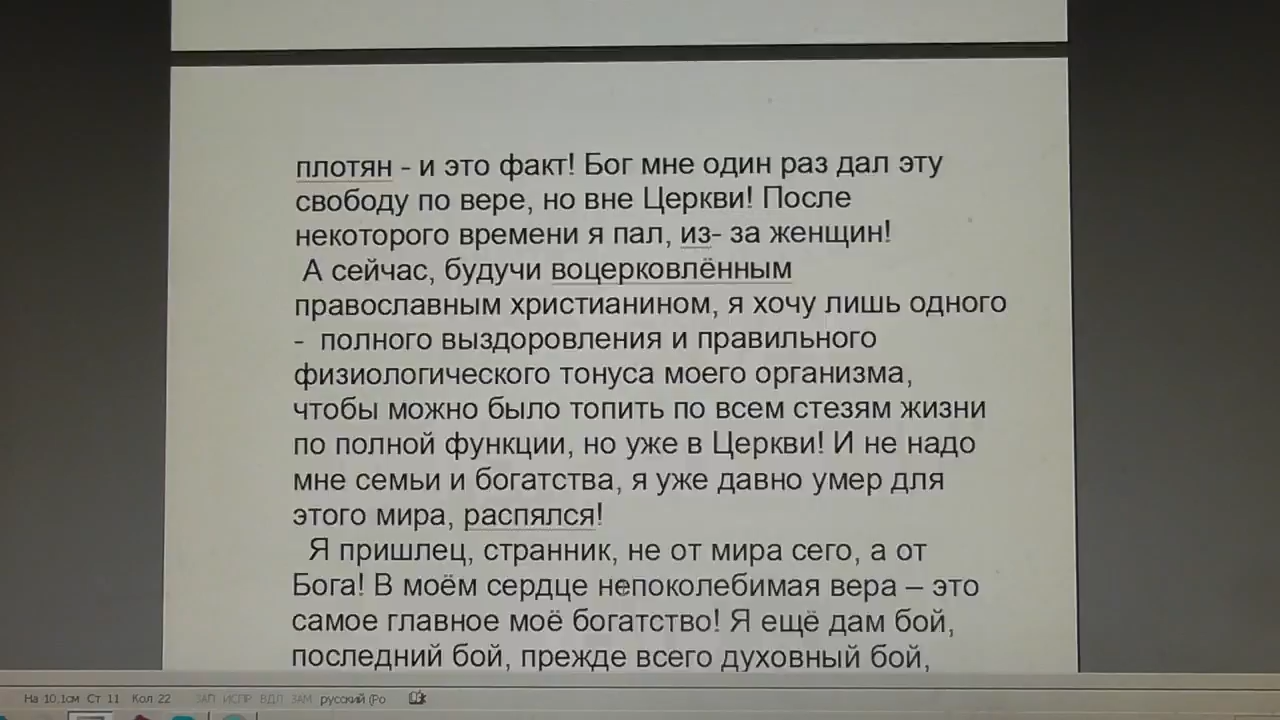 плотян - и это факт! Бог мне один раз дал эту
свободу по вере, но вне Церкви! После
некоторого времени я пал, из- за женщин!
А сейчас, будучи воцерковлённым
православным христианином, я хочу лишь одного
- полного выздоровления и правильного
физиологического тонуса моего организма,
чтобы можно было топить по всем стезям жизни
по полной функции, но уже в Церкви! И не надо
мне семьи и богатства, я уже давно умер для
этого мира, распялся!
Я пришлец, странник, не от мира сего, а от
Бога! В моём сердце непоколебимая вера – это
самое главное моё богатство! Я ещё дам бой,
последний бой, прежде всего духовный бой,
На 10,1см Ст 11 Кол 22 ЗАП ИСПР ВДЛ ЗАМ русский (Ро